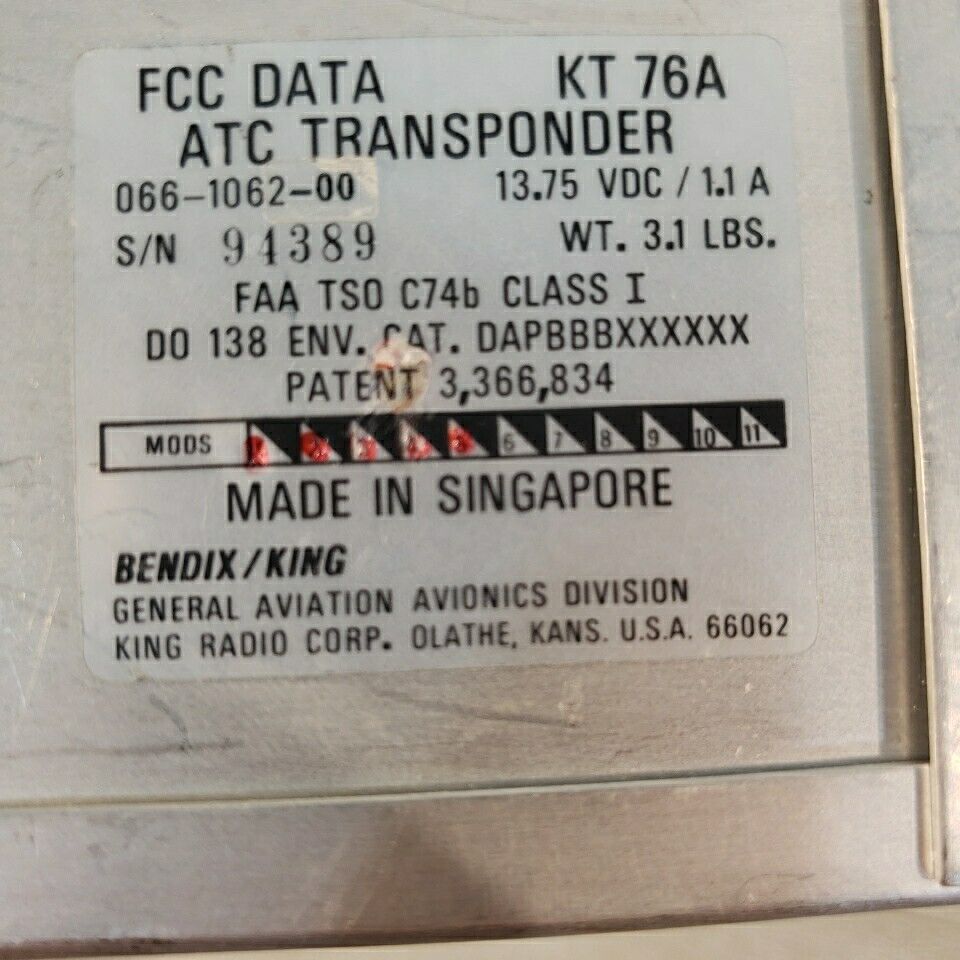 FCC DATA KT 76A
ATC TRANSPONDER
066-1062-00 13.75 VDC / 1.1 A
S/N 94389 WT. 3.1 LBS.
FAA TSO C74b CLASS I
DO 138 ENV. CAT. DAPBBBXXXXXX
PATENT 3,366,834
MODS 1 2 3 4 5 6 7 8 9 10 11
MADE IN SINGAPORE
BENDIX/KING
GENERAL AVIATION AVIONICS DIVISION
KING RADIO CORP. OLATHE, KANS. U.S.A. 66062